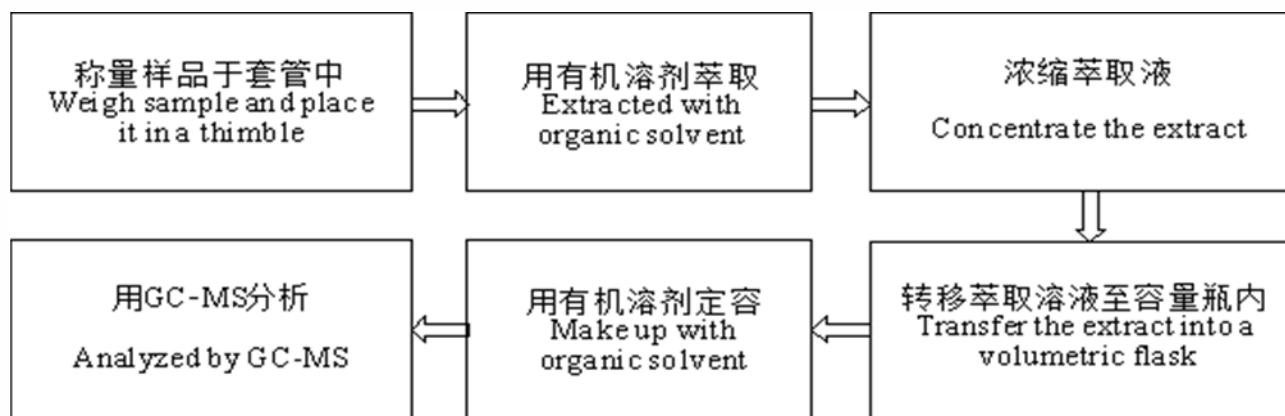 称量样品于套管中
Weigh sample and place
it in a thimble
用有机溶剂萃取
Extracted with
organic solvent
浓缩萃取液
Concentrate the extract
转移萃取溶液至容量瓶内
Transfer the extract into a
volumetric flask
用有机溶剂定容
Make up with
organic solvent
用GC-MS分析
Analyzed by GC-MS